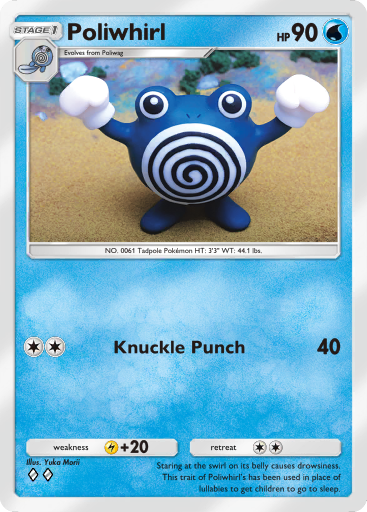 STAGE 1 Poliwhirl HP 90
Evolves from Poliwag
NO. 0061 Tadpole Pokémon HT: 3'3" WT: 44.1 lbs.
Knuckle Punch 40
weakness +20 retreat
Illus. Yuka Morii
Staring at the swirl on its belly causes drowsiness.
This trait of Poliwhirl's has been used in place of
lullabies to get children to go to sleep.